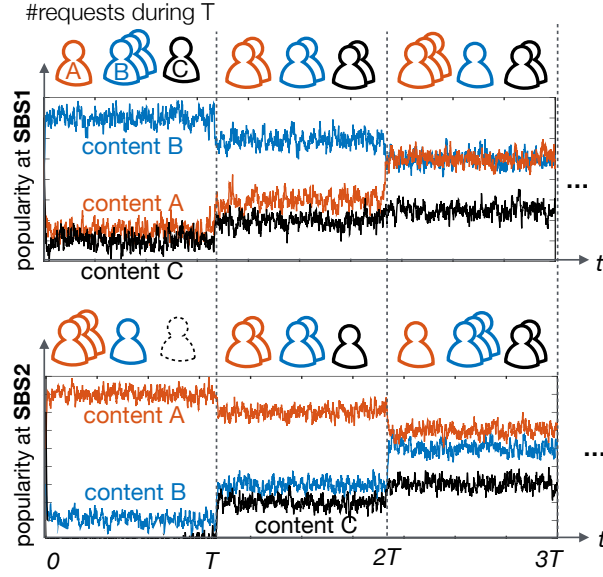 #requests during T
A B C
popularity at SBS1
content B
content A
content C
...
t
popularity at SBS2
content A
content B
content C
...
t
0 T 2T 3T